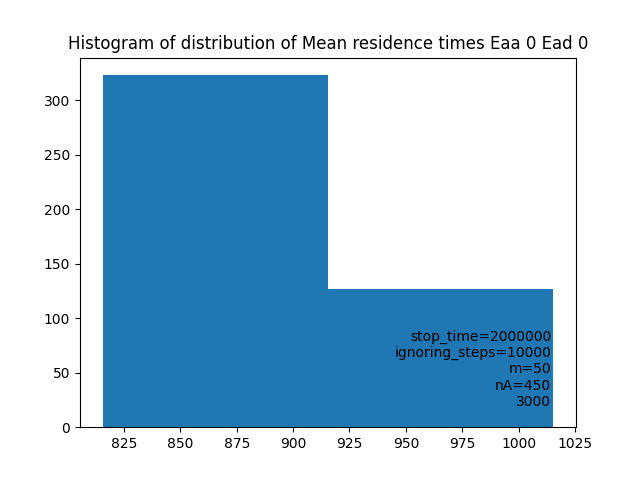 Histogram of distribution of Mean residence times Eaa 0 Ead 0
300
250
200
150
100
50
0
stop_time=2000000
ignoring_steps=10000
m=50
nA=450
3000
825 850 875 900 925 950 975 1000 1025